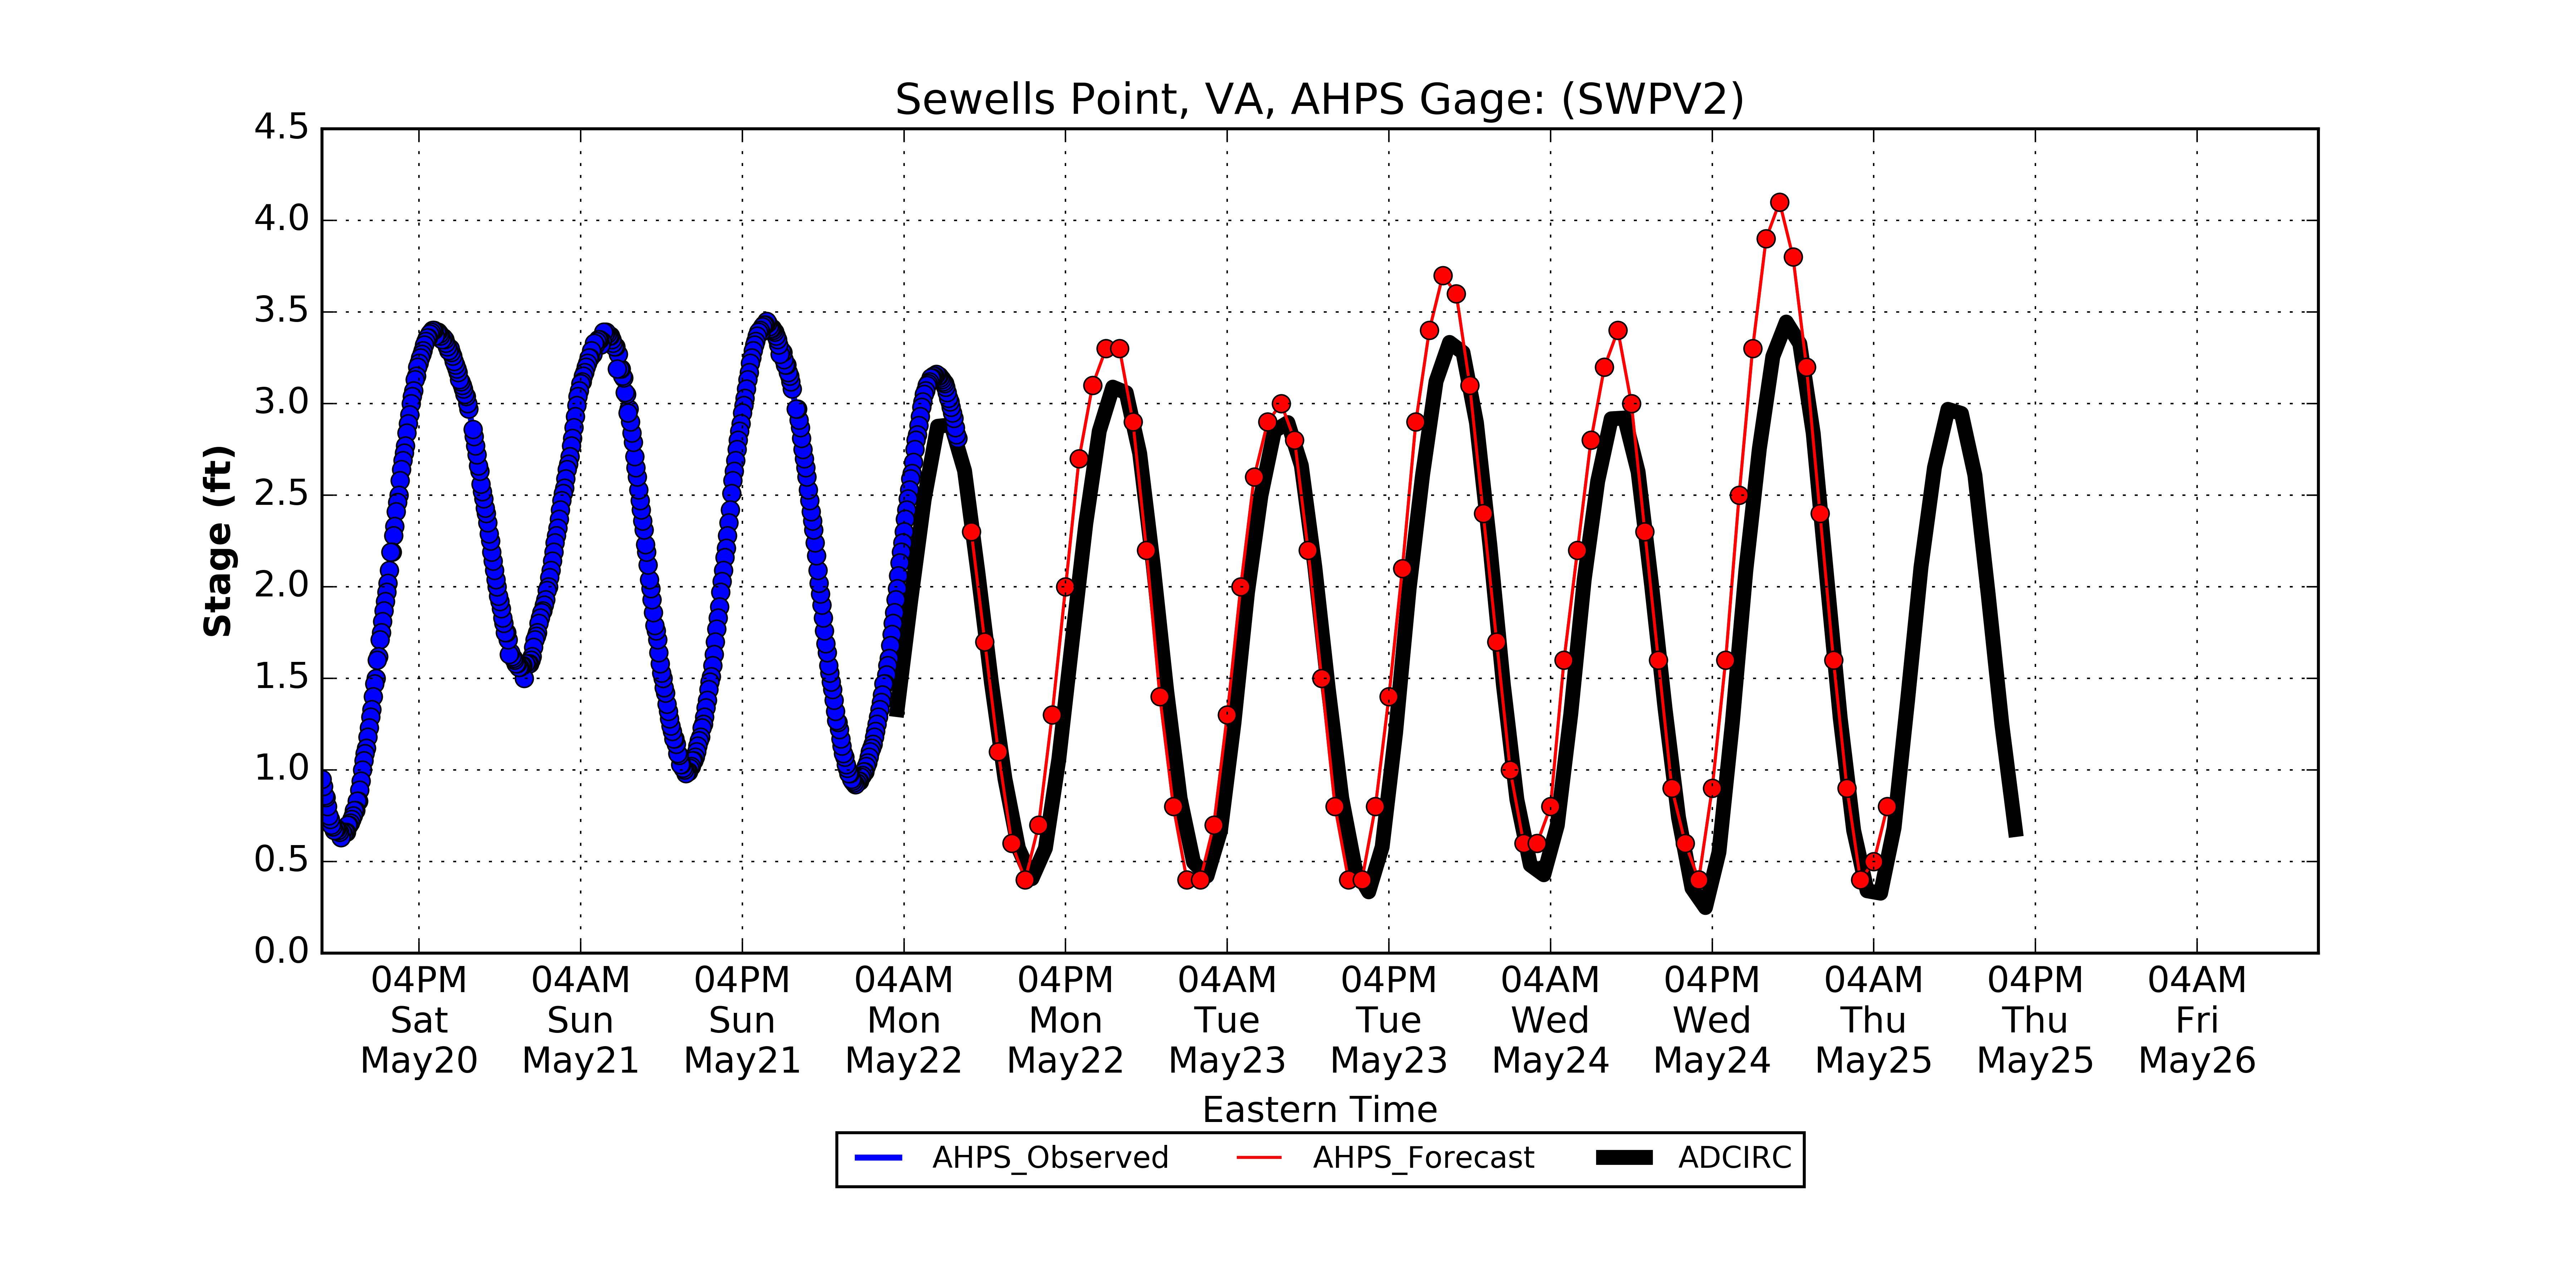 Sewells Point, VA, AHPS Gage: (SWPV2)
4.5
4.0
3.5
3.0
2.5
2.0
1.5
1.0
0.5
0.0
Stage (ft)
04PM 04AM 04PM 04AM 04PM 04AM 04PM 04AM 04PM 04AM 04PM 04AM
Sat Sun Sun Mon Mon Tue Tue Wed Wed Thu Thu Fri
May20 May21 May21 May22 May22 May23 May23 May24 May24 May25 May25 May26
Eastern Time
AHPS_Observed AHPS_Forecast ADCIRC